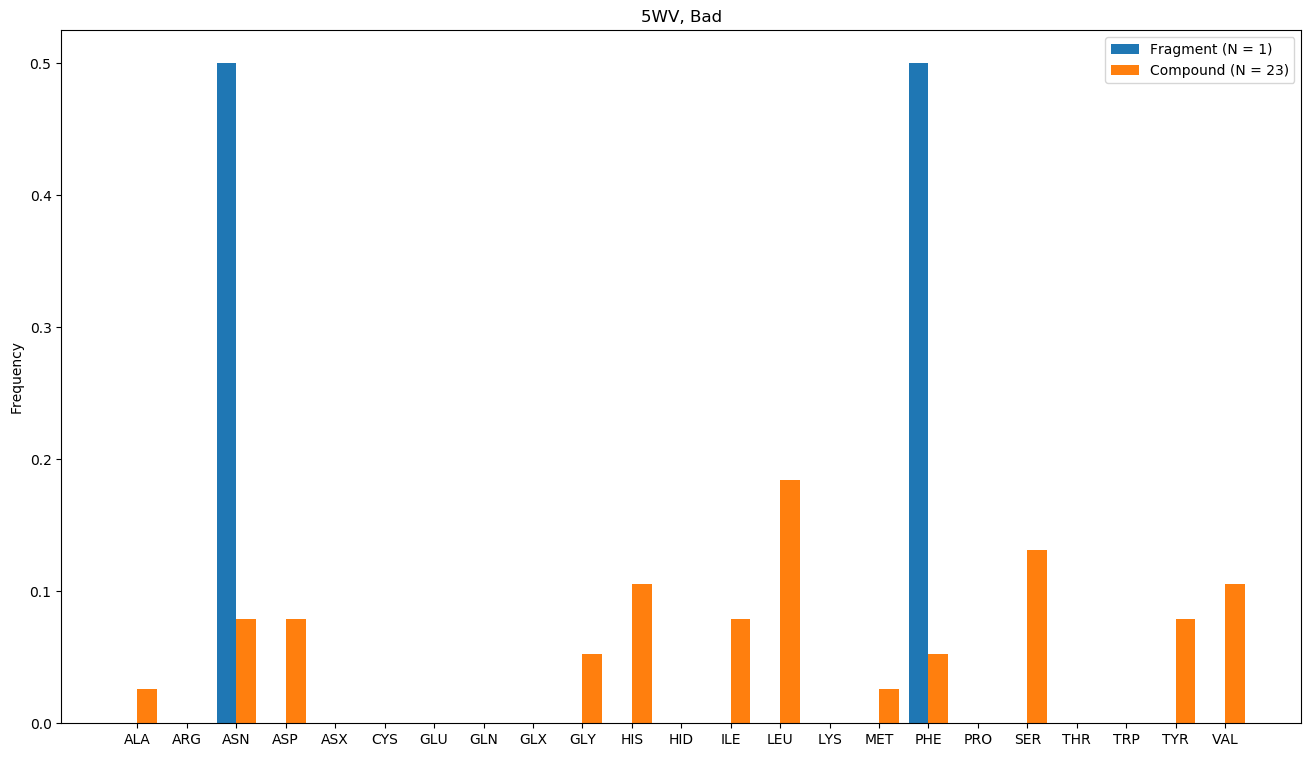 5WV, Bad
Fragment (N = 1)
Compound (N = 23)
Frequency
0.5
0.4
0.3
0.2
0.1
0.0
ALA ARG ASN ASP ASX CYS GLU GLN GLX GLY HIS HID ILE LEU LYS MET PHE PRO SER THR TRP TYR VAL